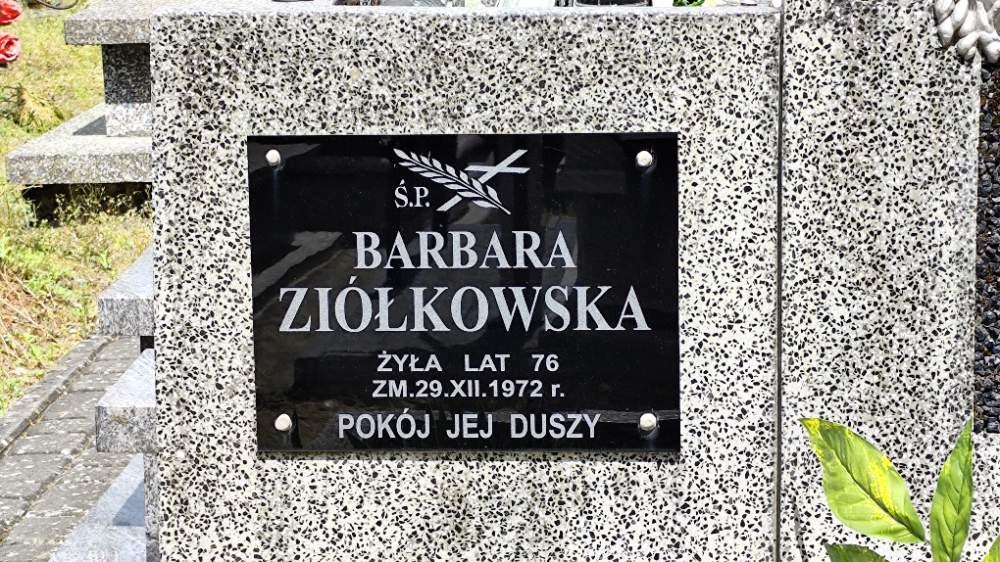 Ś.P.
BARBARA
ZIÓŁKOWSKA
ŻYŁA LAT 76
ZM.29.XII.1972 r.
POKÓJ JEJ DUSZY